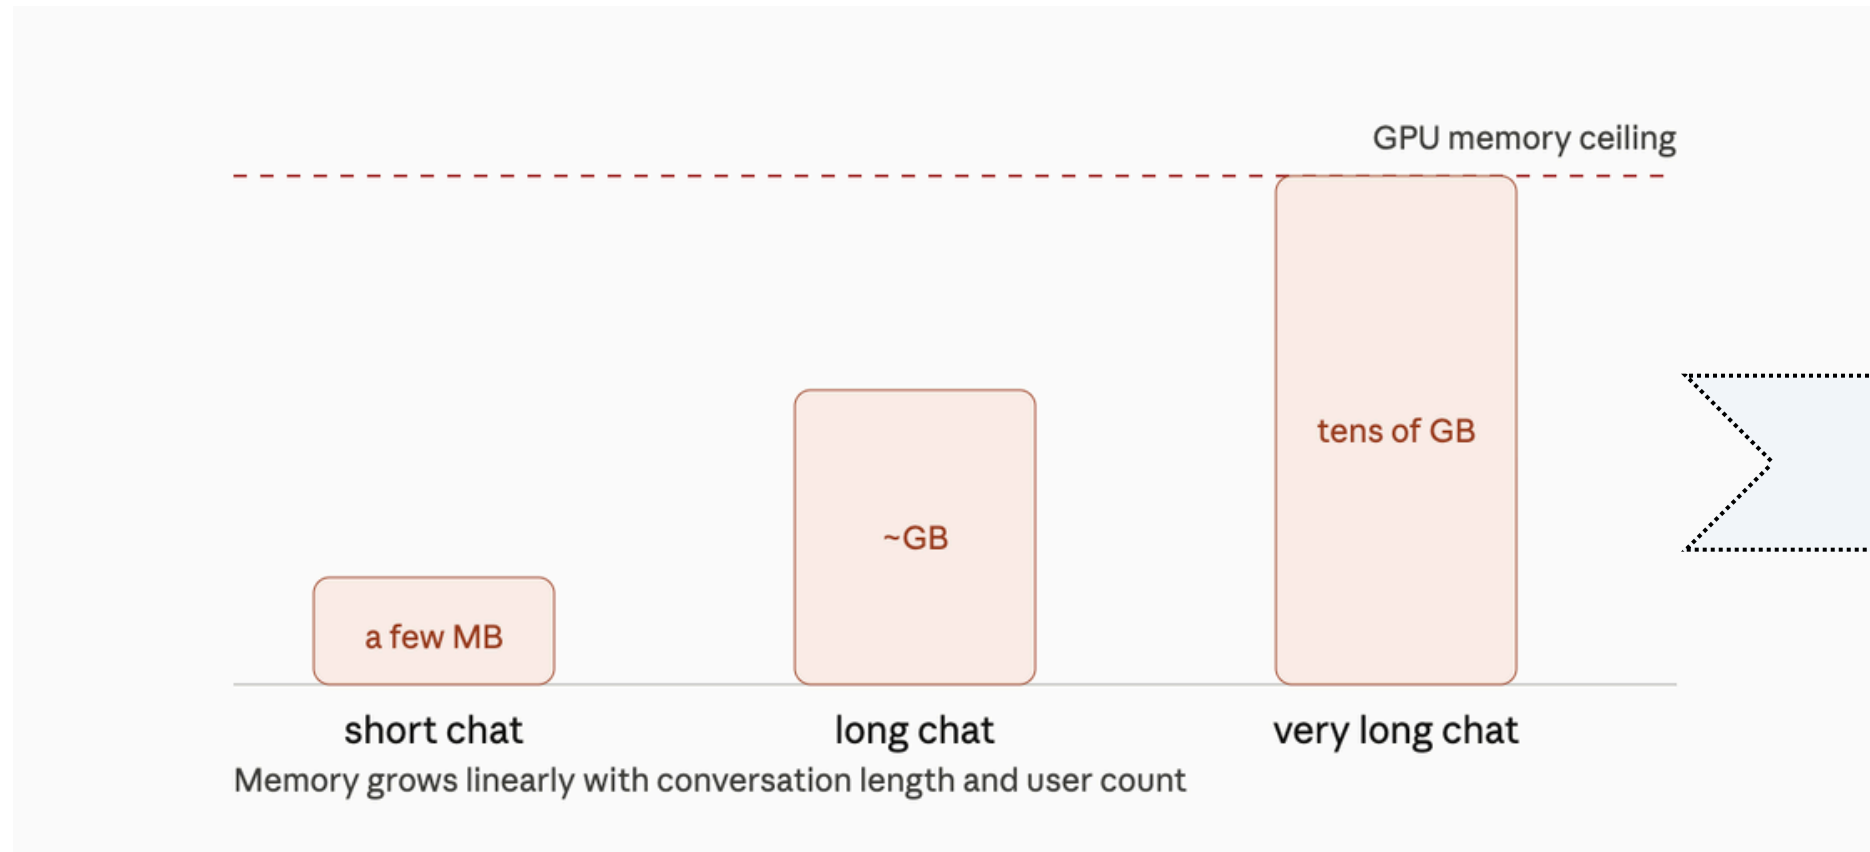 GPU memory ceiling
tens of GB
~GB
a few MB
short chat
long chat
very long chat
Memory grows linearly with conversation length and user count